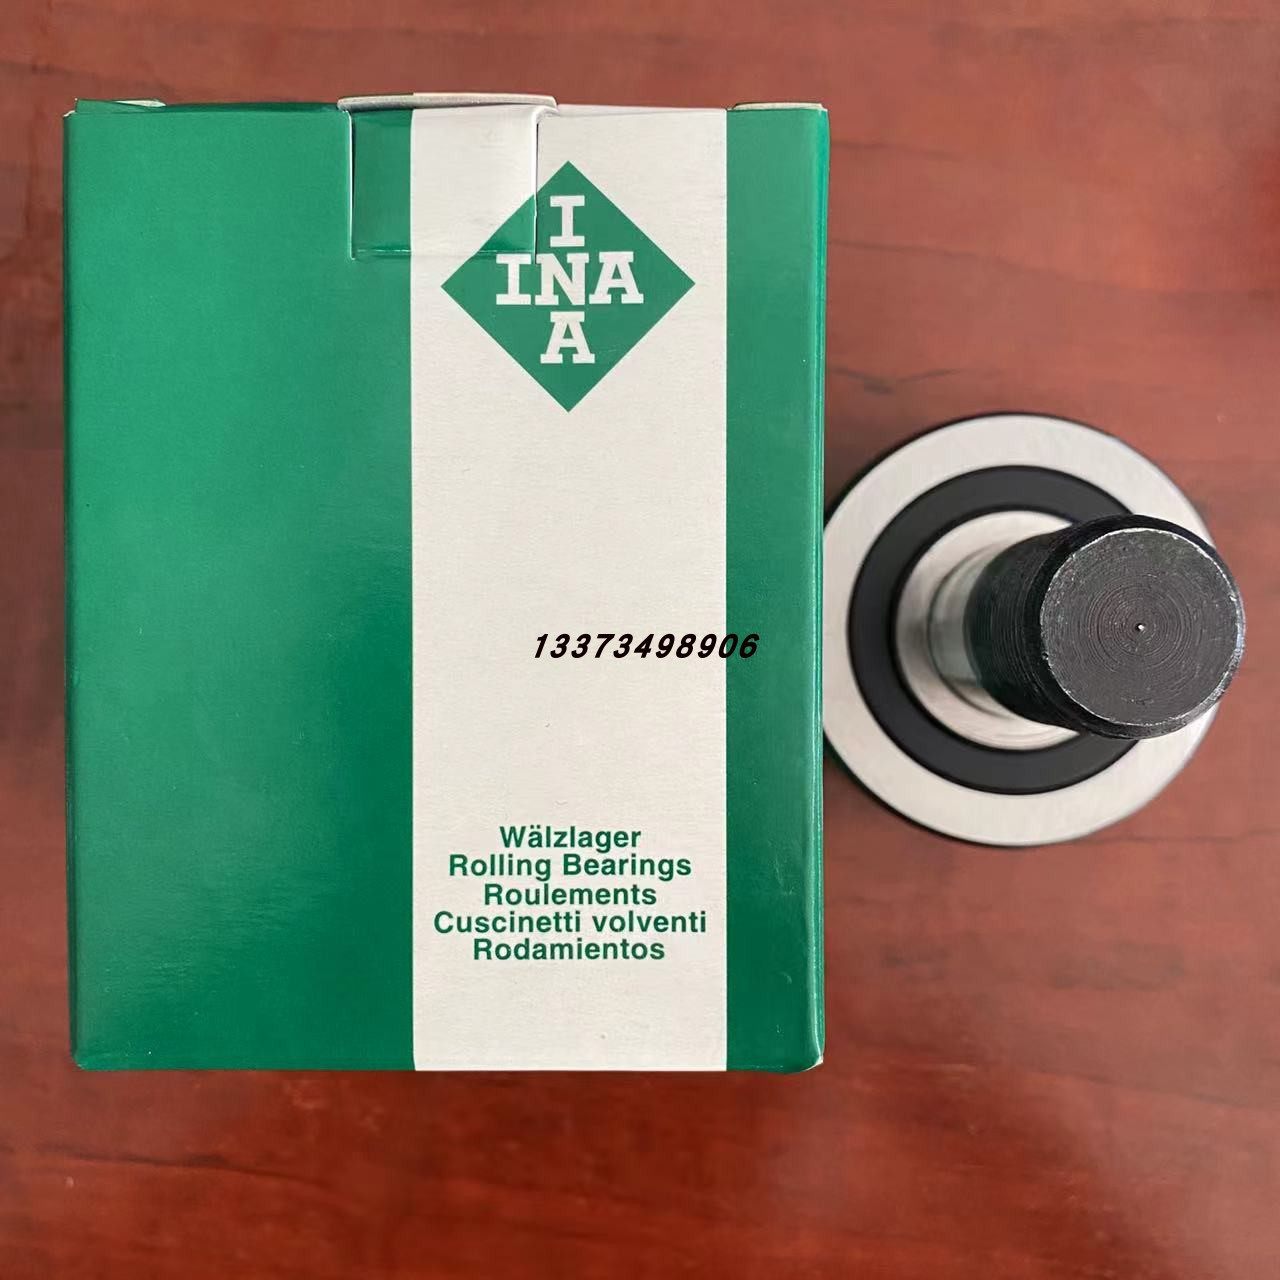 I
INA
A
13373498906
Wälzlager
Rolling Bearings
Roulements
Cuscinetti volventi
Rodamientos